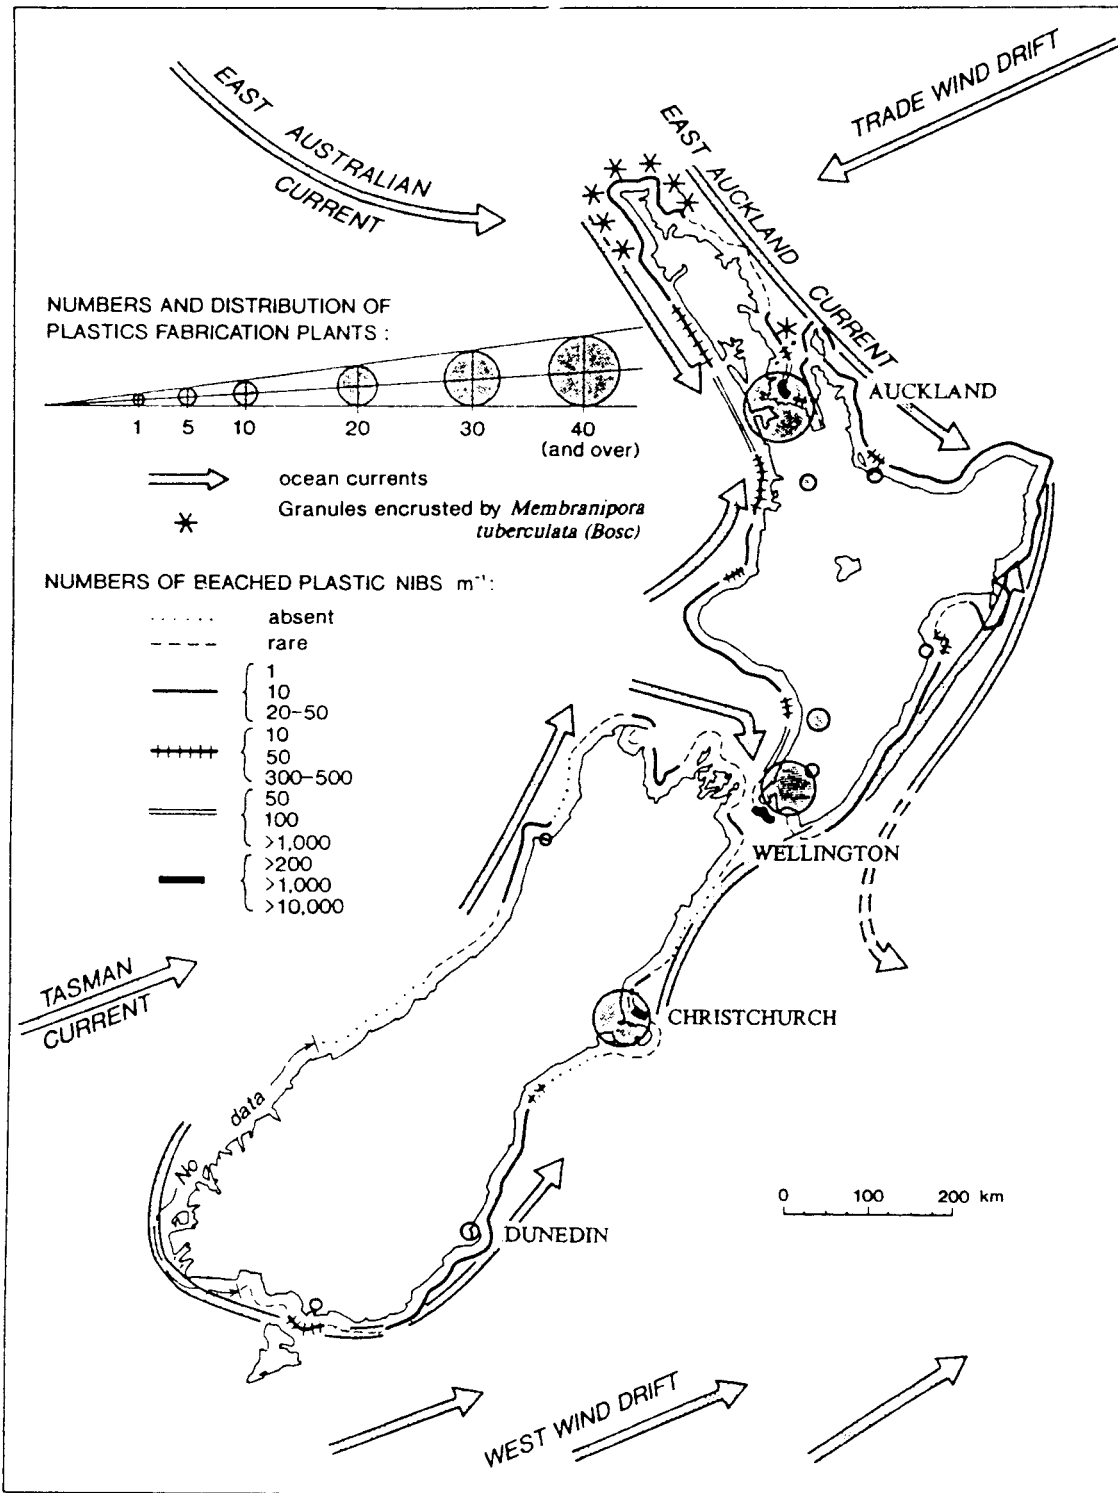 EAST AUSTRALIAN
CURRENT
EAST AUCKLAND CURRENT
TRADE WIND DRIFT
NUMBERS AND DISTRIBUTION OF
PLASTICS FABRICATION PLANTS :
1 5 10 20 30 40
(and over)
ocean currents
Granules encrusted by Membranipora
tuberculata (Bosc)
NUMBERS OF BEACHED PLASTIC NIBS m⁻¹:
absent
rare
1
10
20-50
10
50
300-500
50
100
>1,000
>200
>1,000
>10,000
AUCKLAND
WELLINGTON
TASMAN
CURRENT
CHRISTCHURCH
No data
DUNEDIN
0 100 200 km
WEST WIND DRIFT